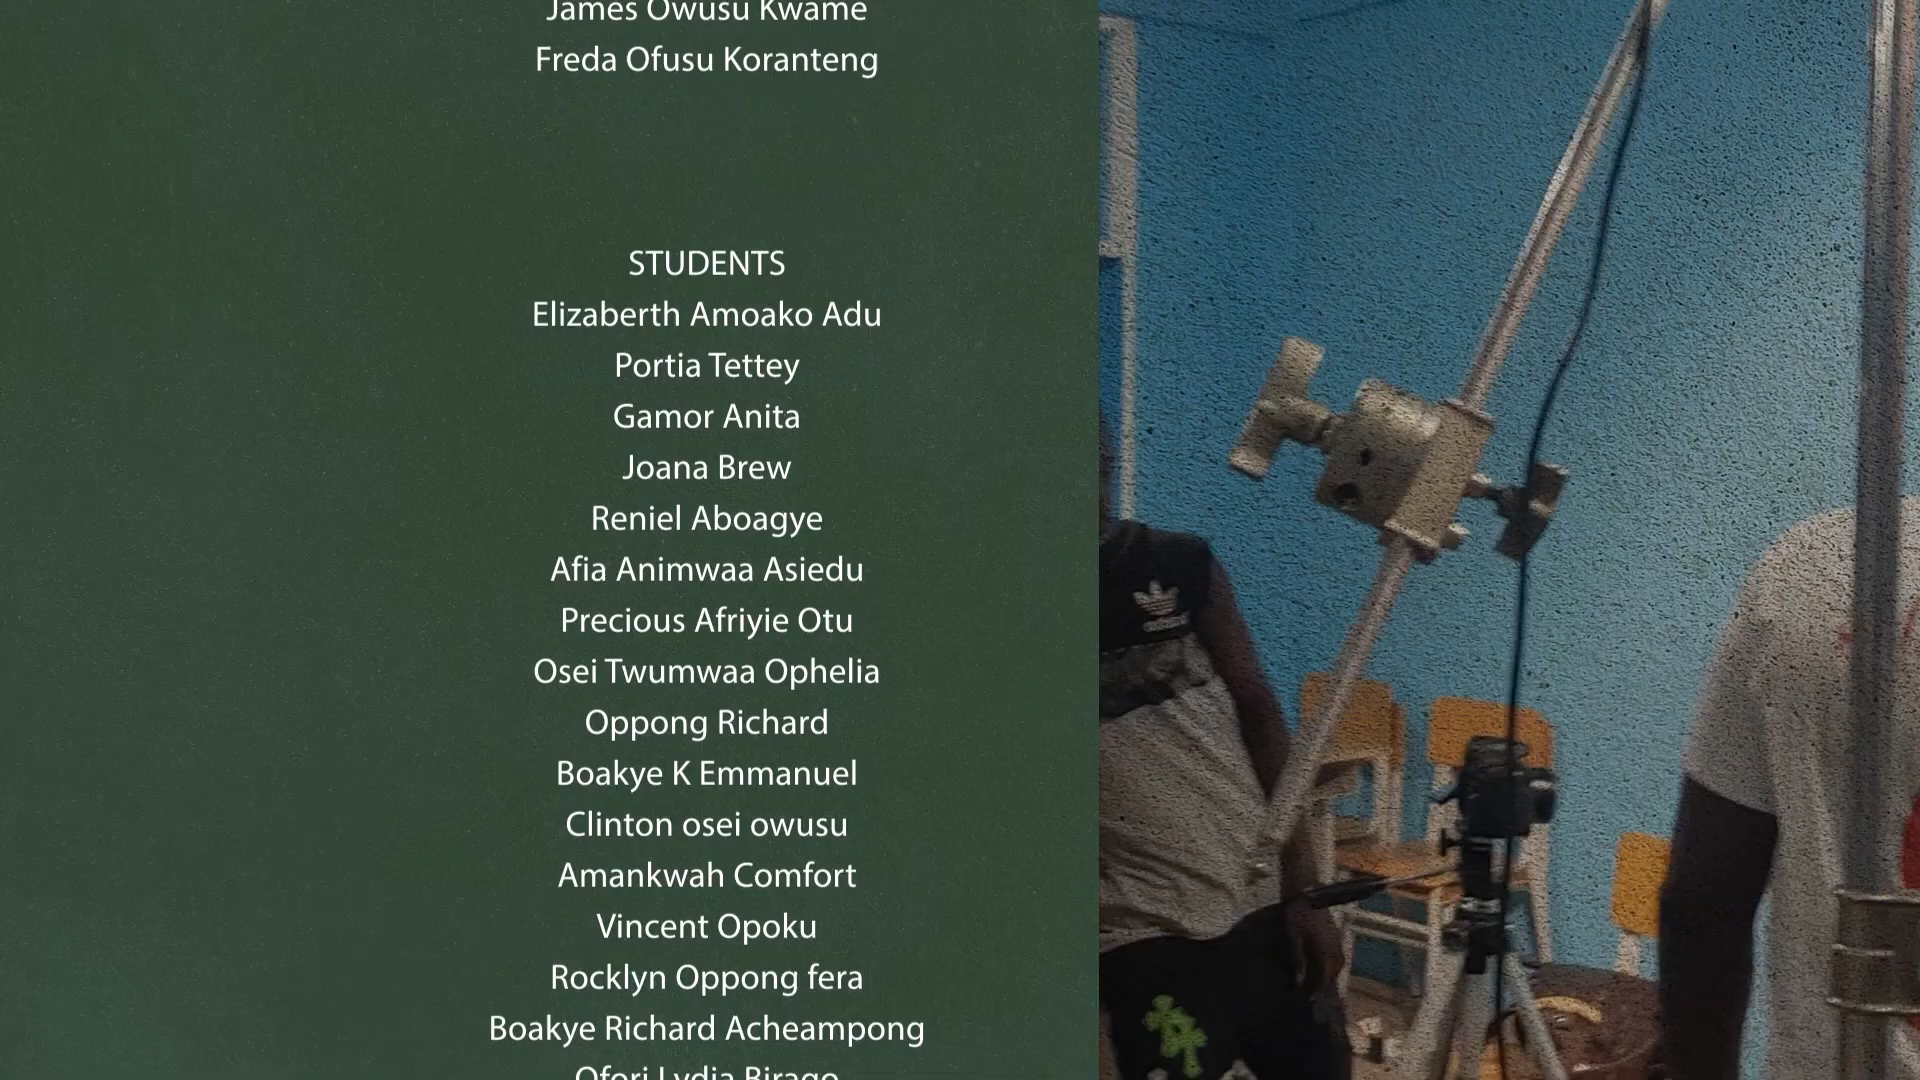 James Owusu Kwame
Freda Ofusu Koranteng
STUDENTS
Elizaberth Amoako Adu
Portia Tettey
Gamor Anita
Joana Brew
Reniel Aboagye
Afia Animwaa Asiedu
Precious Afriyie Otu
Osei Twumwaa Ophelia
Oppong Richard
Boakye K Emmanuel
Clinton osei owusu
Amankwah Comfort
Vincent Opoku
Rocklyn Oppong fera
Boakye Richard Acheampong
Ofori Lydia Birago